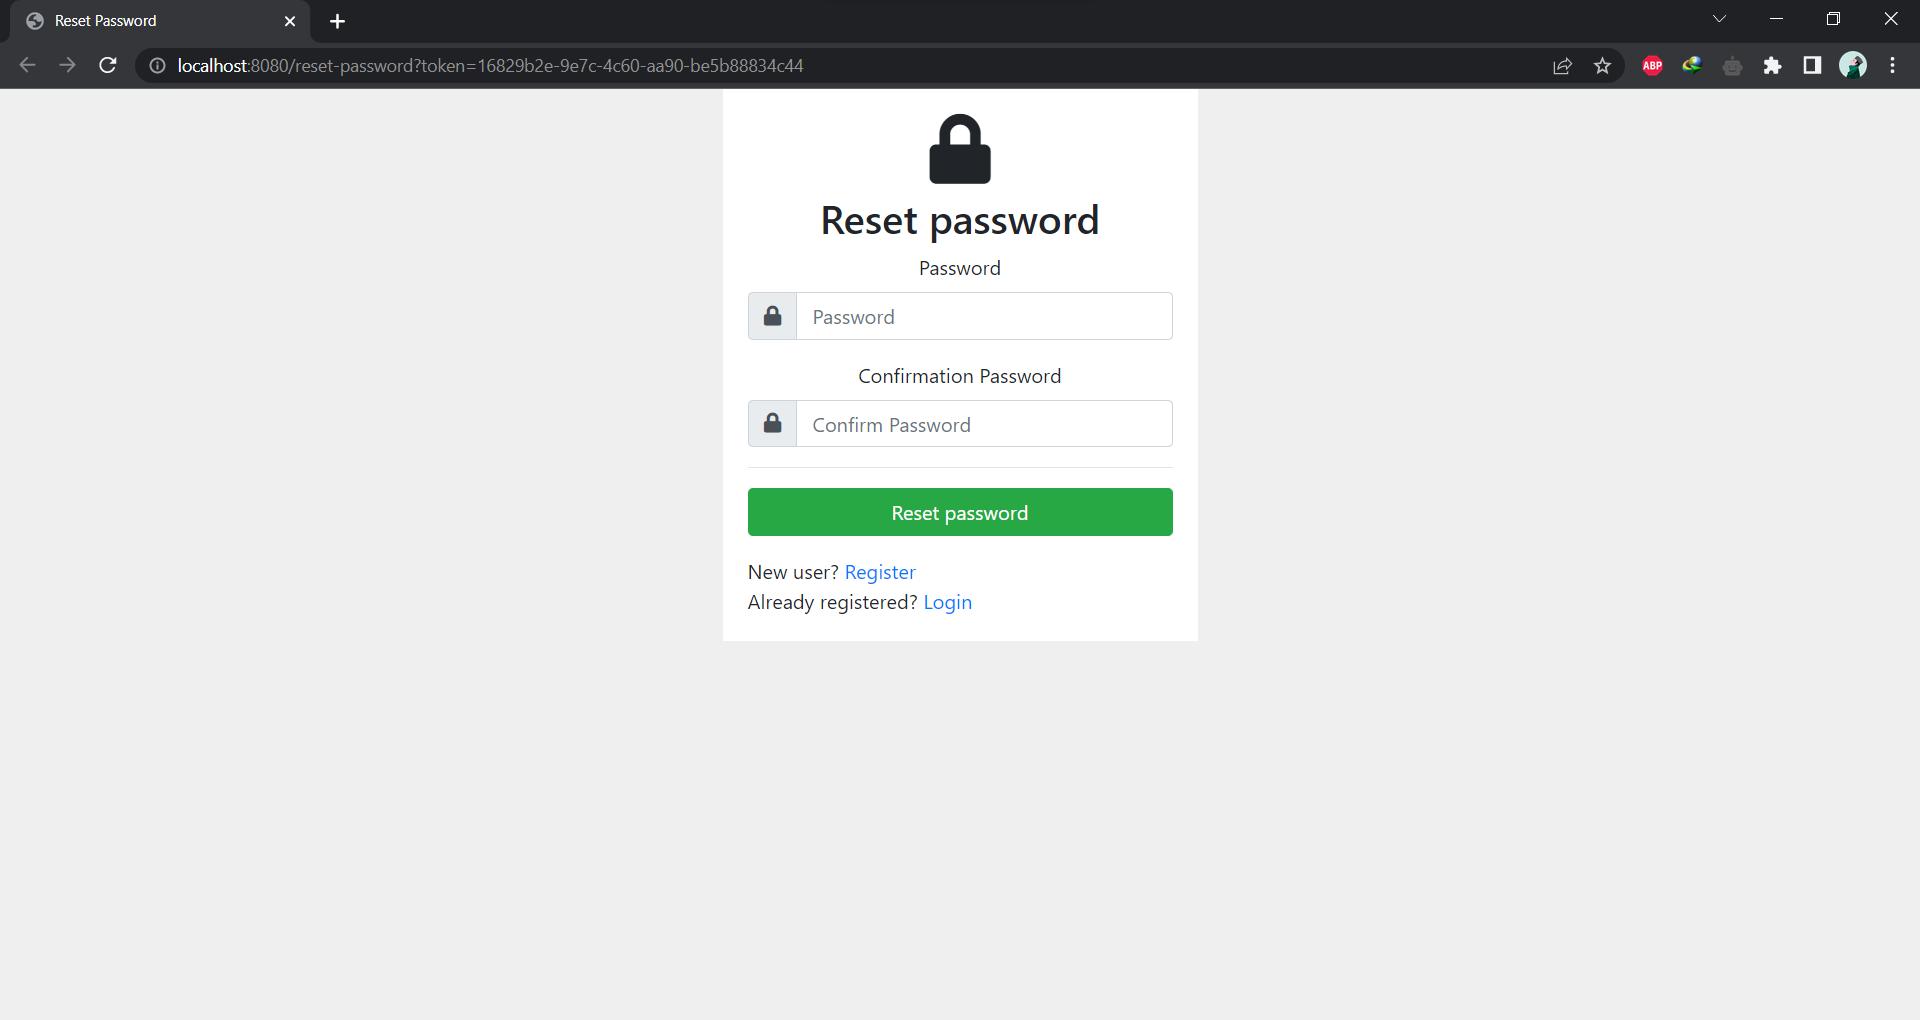 Reset Password
localhost:8080/reset-password?token=16829b2e-9e7c-4c60-aa90-be5b88834c44
ABP
Reset password
Password
Password
Confirmation Password
Confirm Password
Reset password
New user? Register
Already registered? Login